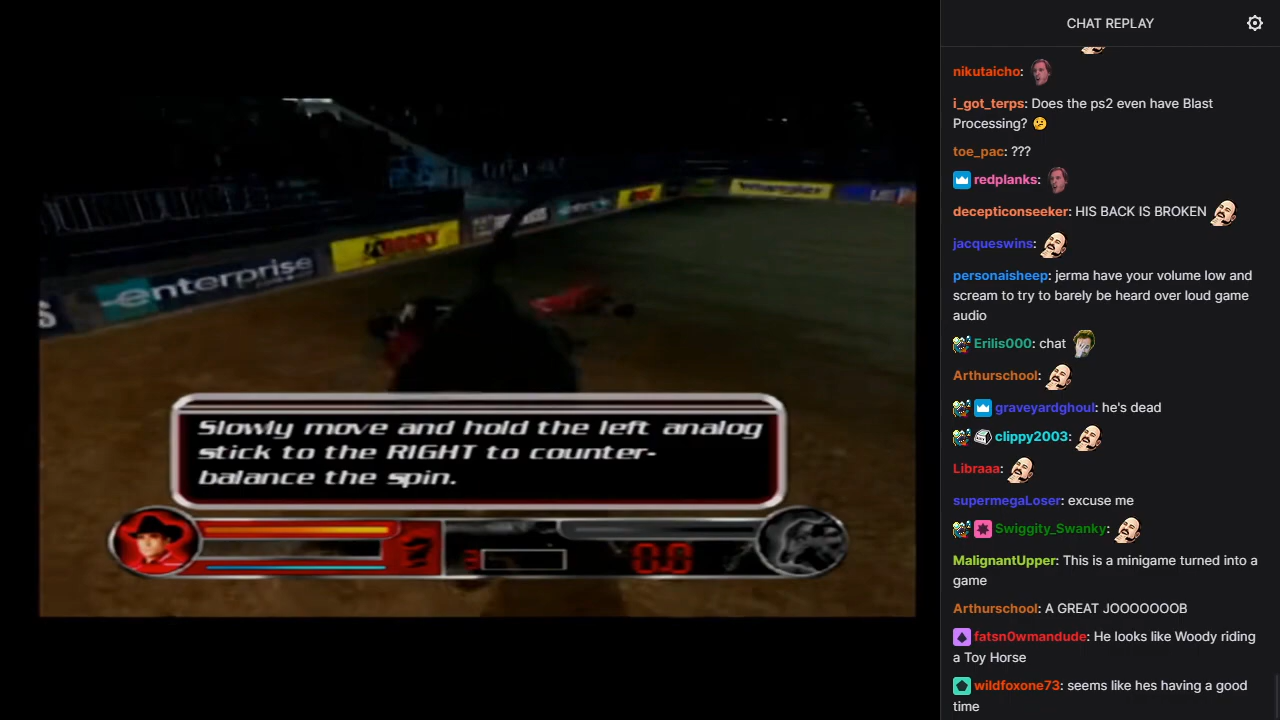 CHAT REPLAY
nikutaicho:
i_got_terps: Does the ps2 even have Blast
Processing?
toe_pac: ???
redplanks:
decepticonseeker: HIS BACK IS BROKEN
jacqueswins:
personaisheep: jerma have your volume low and
scream to try to barely be heard over loud game
audio
Erilis000: chat
Arthurschool:
graveyardghoul: he's dead
clippy2003:
Libraaa:
supermegaLoser: excuse me
Swiggity_Swanky:
MalignantUpper: This is a minigame turned into a
game
Arthurschool: A GREAT JOOOOOOOB
fatsn0wmandude: He looks like Woody riding
a Toy Horse
wildfoxone73: seems like hes having a good
time
Wrangler
ROCKY
enterprise
Slowly move and hold the left analog
stick to the RIGHT to counter-
balance the spin.
0.0